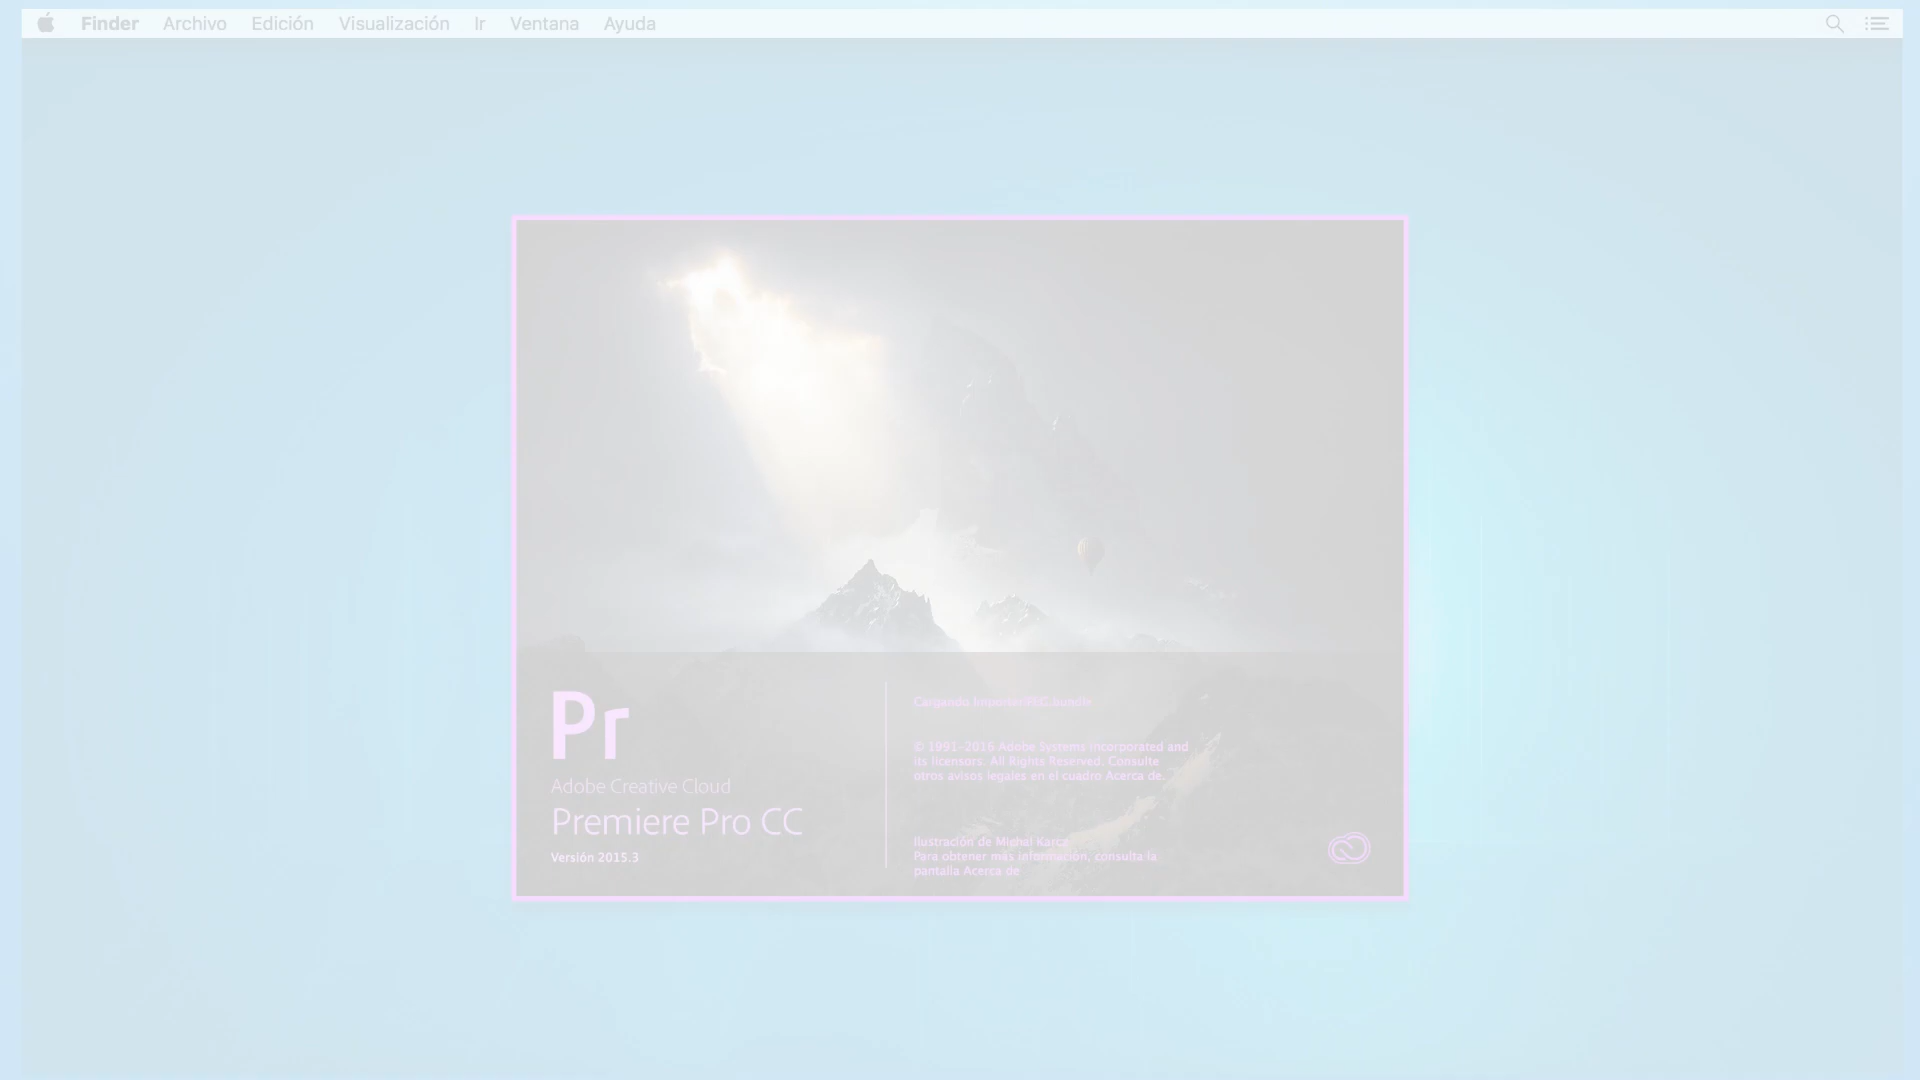 Finder Archivo Edición Visualización Ir Ventana Ayuda
Pr
Adobe Creative Cloud
Premiere Pro CC
Versión 2015.3
Cargando
© 1991-2016 Adobe Systems Incorporated and
its licensors. All Rights Reserved. Consulte
otros avisos legales en el cuadro Acerca de.
Ilustración de Michal Karcz
Para obtener más información, consulta la
pantalla Acerca de